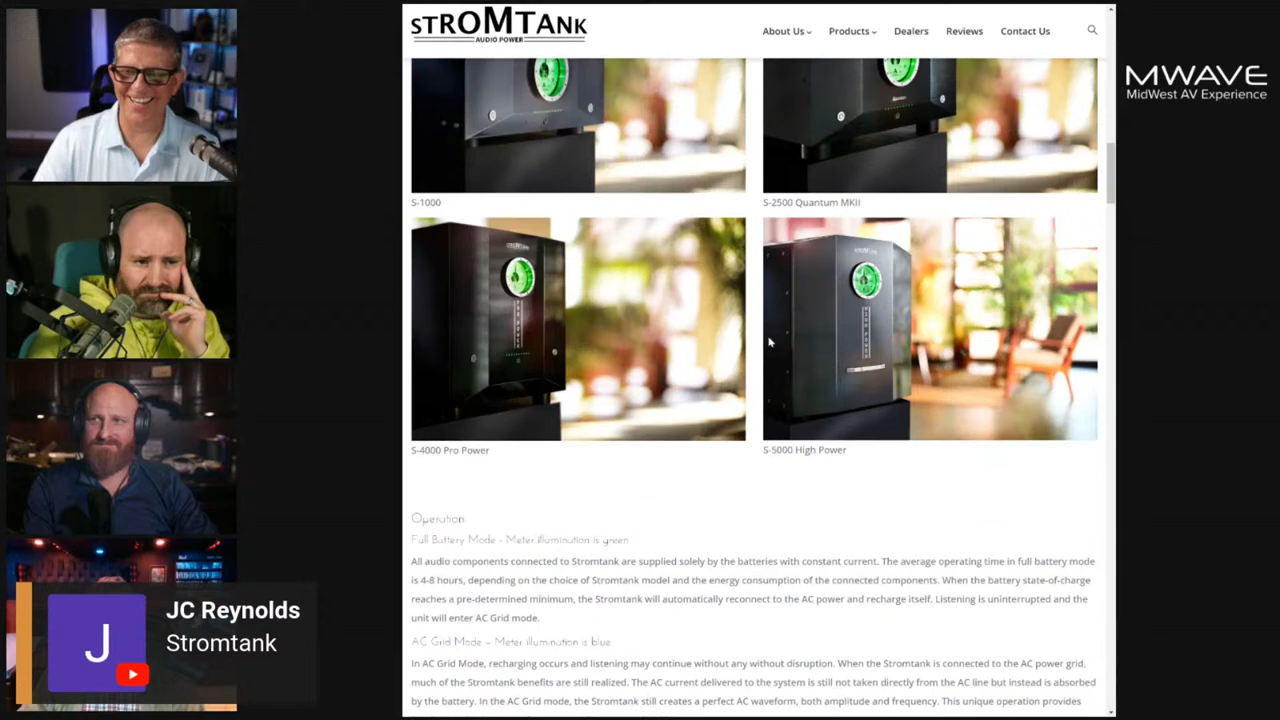 STROMTANK
AUDIO POWER
About Us
Products
Dealers
Reviews
Contact Us
MWAVE
MidWest AV Experience
S-1000
S-2500 Quantum MKII
S-4000 Pro Power
S-5000 High Power
Operation
Full Battery Mode - Meter illumination is green
All audio components connected to Stromtank are supplied solely by the batteries with constant current. The average operating time in full battery mode
is 4-8 hours, depending on the choice of Stromtank model and the energy consumption of the connected components. When the battery state-of-charge
reaches a pre-determined minimum, the Stromtank will automatically reconnect to the AC power and recharge itself. Listening is uninterrupted and the
unit will enter AC Grid mode.
AC Grid Mode – Meter illumination is blue
In AC Grid Mode, recharging occurs and listening may continue without any without disruption. When the Stromtank is connected to the AC power grid,
much of the Stromtank benefits are still realized. The AC current delivered to the system is still not taken directly from the AC line but instead is absorbed
by the battery. In the AC Grid mode, the Stromtank still creates a perfect AC waveform, both amplitude and frequency. This unique operation provides
J
JC Reynolds
Stromtank